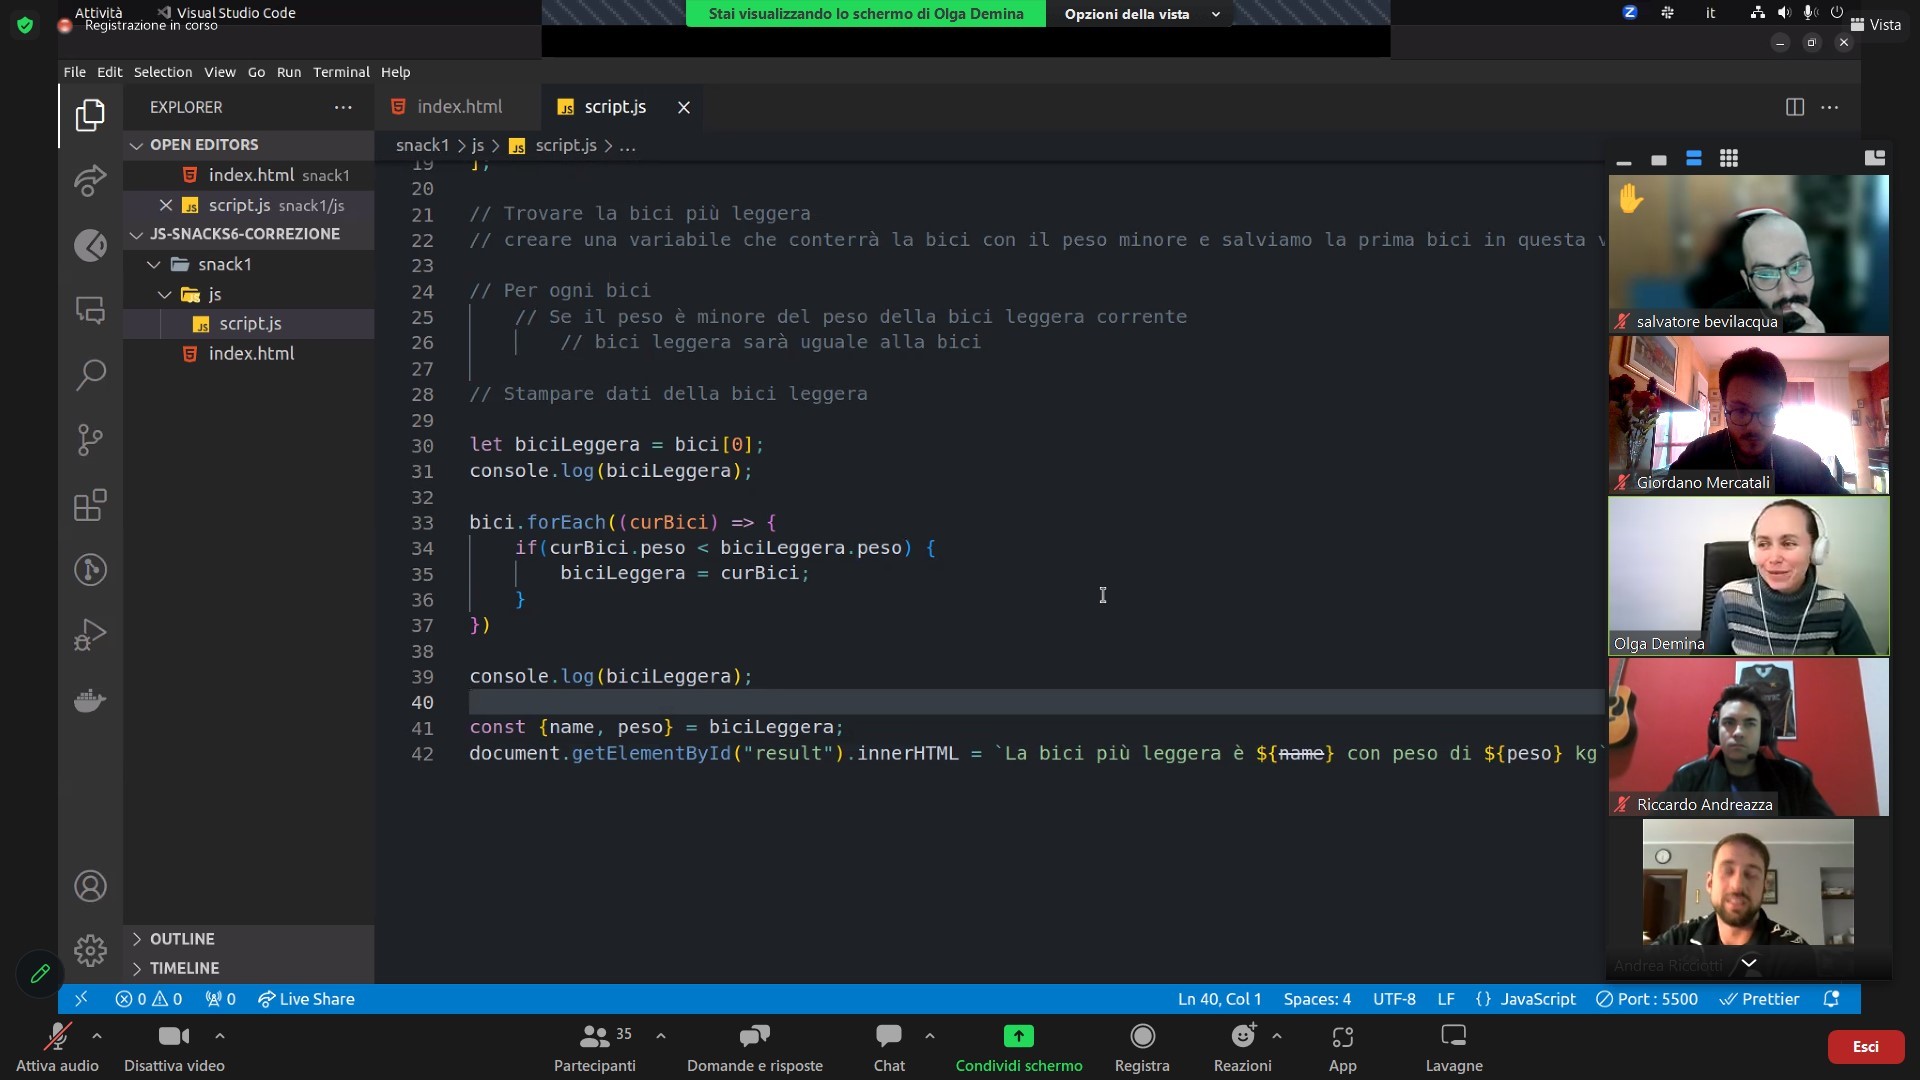 Attività
Visual Studio Code
Registrazione in corso
Stai visualizzando lo schermo di Olga Demina
Opzioni della vista
it
Vista
File Edit Selection View Go Run Terminal Help
EXPLORER
OPEN EDITORS
index.html snack1
script.js snack1/js
JS-SNACKS6-CORREZIONE
snack1
js
script.js
index.html
OUTLINE
TIMELINE
index.html
script.js
snack1 > js > script.js > ...
19 ];
20
21 // Trovare la bici più leggera
22 // creare una variabile che conterrà la bici con il peso minore e salviamo la prima bici in questa v
23
24 // Per ogni bici
25 // Se il peso è minore del peso della bici leggera corrente
26 // bici leggera sarà uguale alla bici
27
28 // Stampare dati della bici leggera
29
30 let biciLeggera = bici[0];
31 console.log(biciLeggera);
32
33 bici.forEach((curBici) => {
34 if(curBici.peso < biciLeggera.peso) {
35 biciLeggera = curBici;
36 }
37 })
38
39 console.log(biciLeggera);
40
41 const {name, peso} = biciLeggera;
42 document.getElementById("result").innerHTML = `La bici più leggera è ${name} con peso di ${peso} kg`
salvatore bevilacqua
Giordano Mercatali
Olga Demina
Riccardo Andreazza
Andrea Ricciotti
0 0 0 Live Share
Ln 40, Col 1 Spaces: 4 UTF-8 LF {} JavaScript Port : 5500 Prettier
Attiva audio
Disattiva video
35
Partecipanti
Domande e risposte
Chat
Condividi schermo
Registra
Reazioni
App
Lavagne
Esci